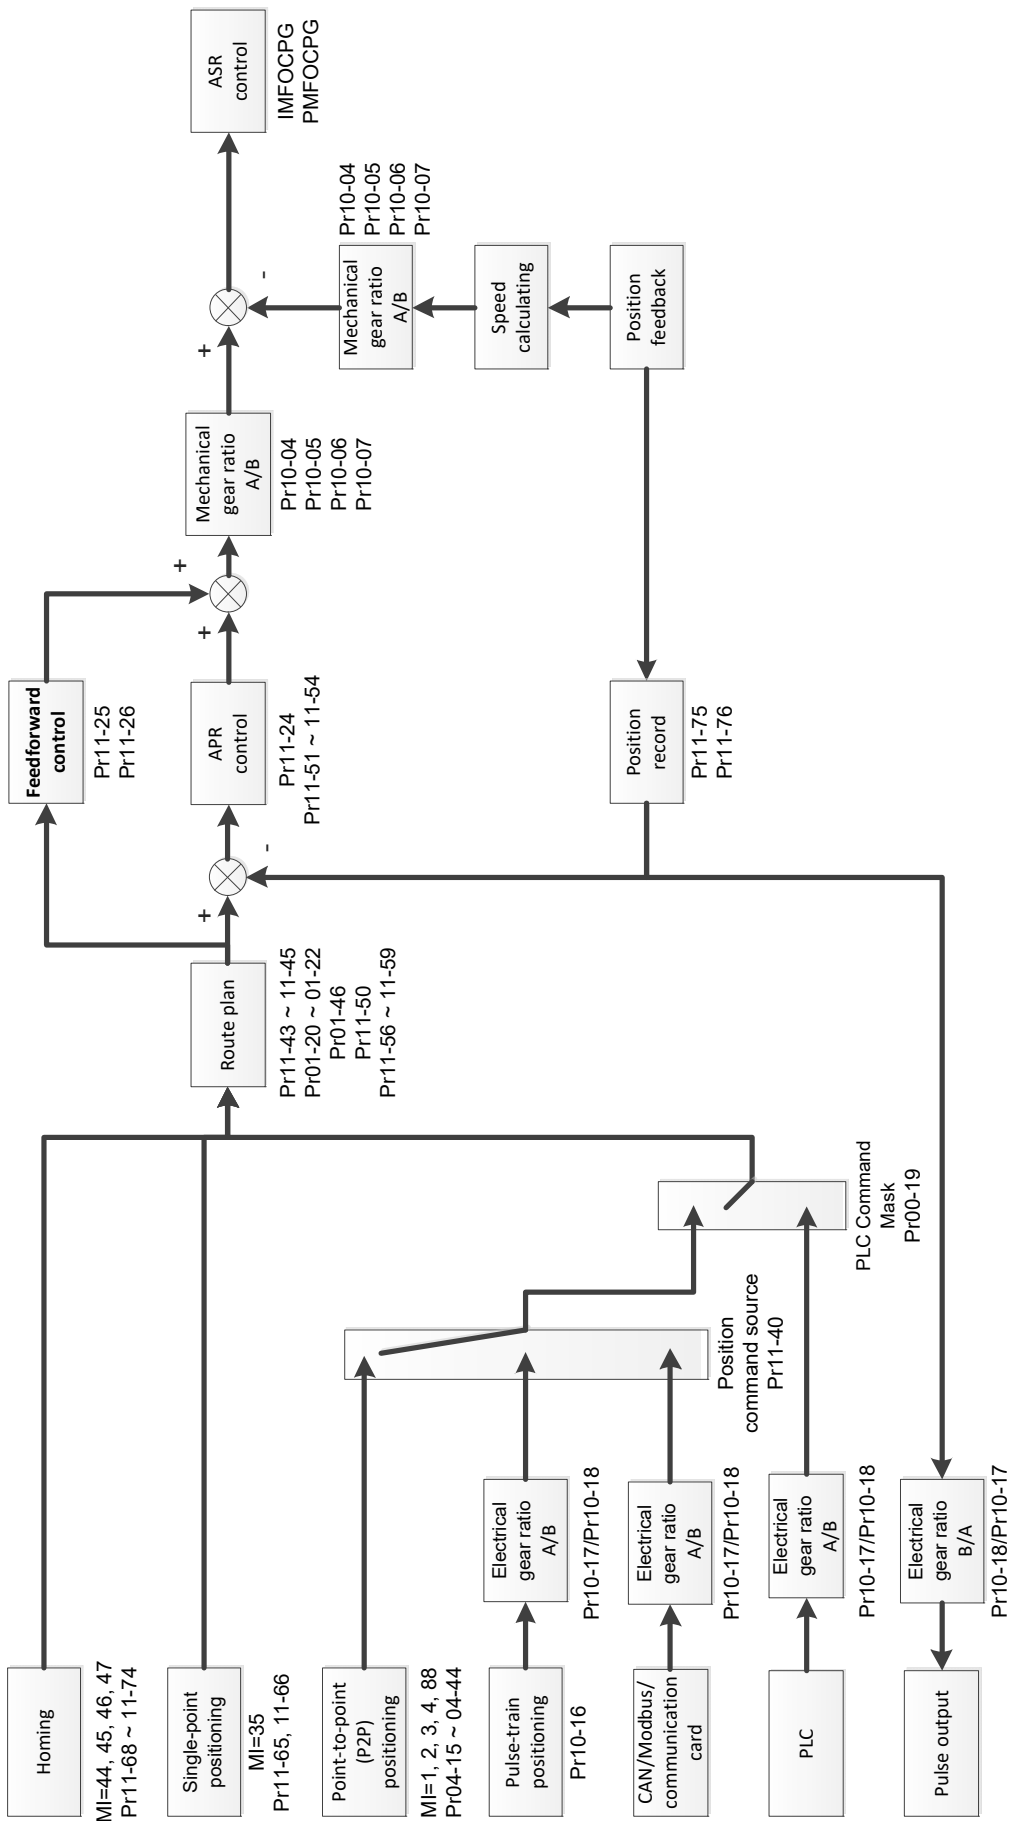 Homing
MI=44, 45, 46, 47
Pr11-68 ~ 11-74
Single-point
positioning
MI=35
Pr11-65, 11-66
Point-to-point
(P2P)
positioning
MI=1, 2, 3, 4, 88
Pr04-15 ~ 04-44
Pulse-train
positioning
Pr10-16
CAN/Modbus/
communication
card
PLC
Pulse output
Electrical
gear ratio
A/B
Pr10-17/Pr10-18
Electrical
gear ratio
A/B
Pr10-17/Pr10-18
Electrical
gear ratio
A/B
Pr10-17/Pr10-18
Electrical
gear ratio
B/A
Pr10-18/Pr10-17
Position
command source
Pr11-40
PLC Command
Mask
Pr00-19
Route plan
Pr11-43 ~ 11-45
Pr01-20 ~ 01-22
Pr01-46
Pr11-50
Pr11-56 ~ 11-59
+
-
Feedforward
control
Pr11-25
Pr11-26
APR
control
Pr11-24
Pr11-51 ~ 11-54
Position
record
Pr11-75
Pr11-76
+
+
Mechanical
gear ratio
A/B
Pr10-04
Pr10-05
Pr10-06
Pr10-07
+
-
Mechanical
gear ratio
A/B
Pr10-04
Pr10-05
Pr10-06
Pr10-07
Speed
calculating
Position
feedback
ASR
control
IMFOCPG
PMFOCPG